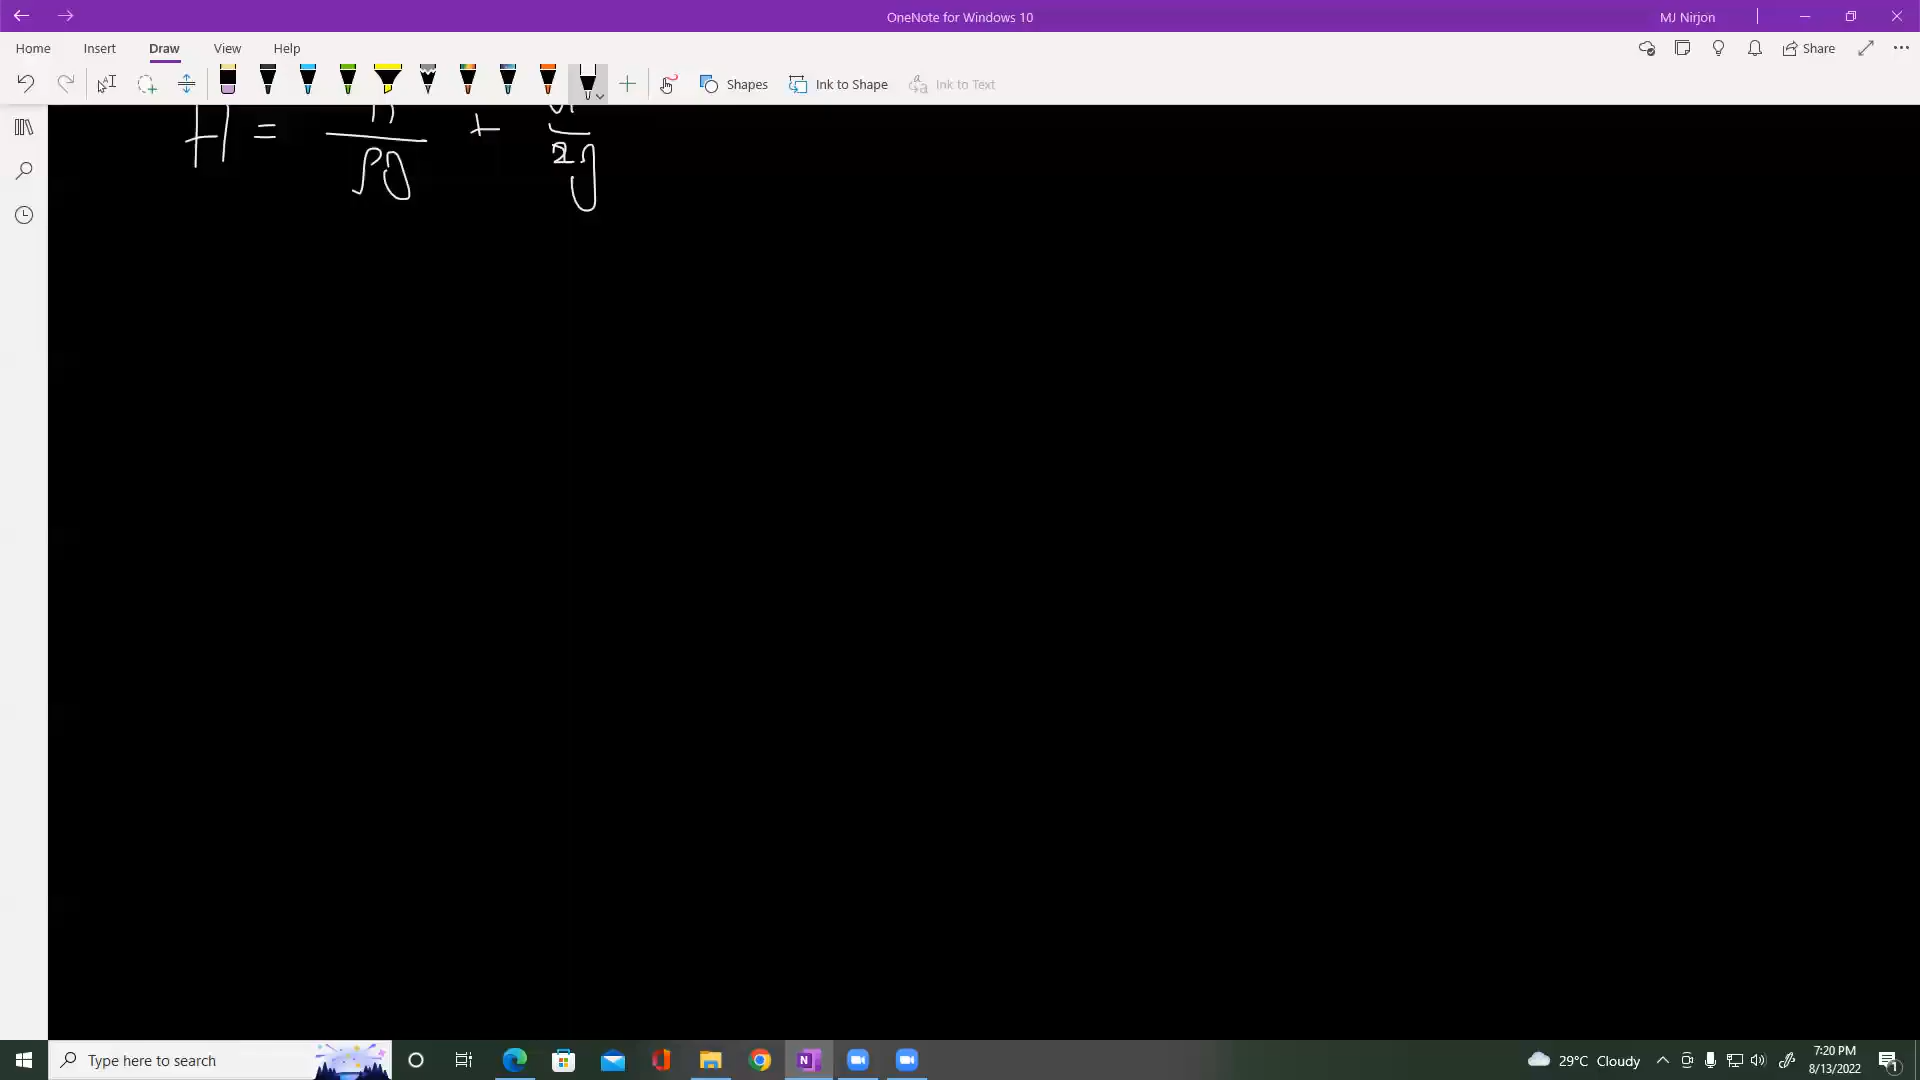 OneNote for Windows 10
MJ Nirjon
Home Insert Draw View Help
Share
Shapes
Ink to Shape
Ink to Text
H = / ρg + / 2g
Type here to search
29°C Cloudy
7:20 PM
8/13/2022
1